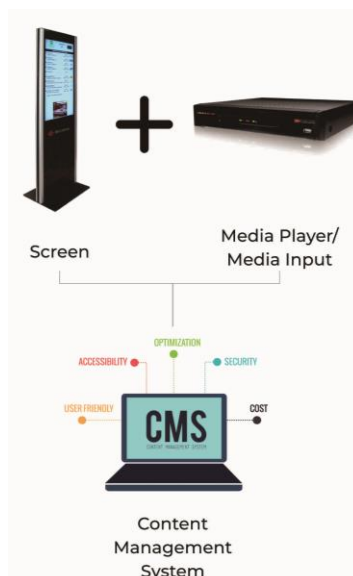 Screen
Media Player/
Media Input
OPTIMIZATION
ACCESSIBILITY
SECURITY
USER FRIENDLY
COST
CMS
CONTENT MANAGEMENT SYSTEM
Content
Management
System